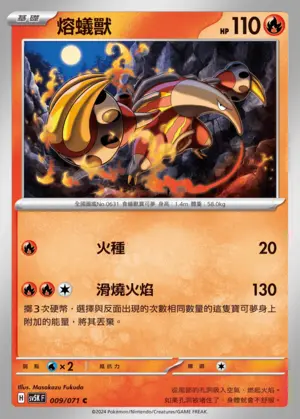 基礎 熔蟻獸 HP 110
全國圖鑑No.0631 食蟻獸寶可夢 身高:1.4m 體重:58.0kg
火種 20
滑燒火焰 130
擲3次硬幣,選擇與反面出現的次數相同數量的這隻寶可夢身上
附加的能量,將其丟棄。
弱點 ×2 抵抗力 撤退
Illus. Masakazu Fukuda
H SV5K F 009/071 C
©2024 Pokémon/Nintendo/Creatures/GAME FREAK.